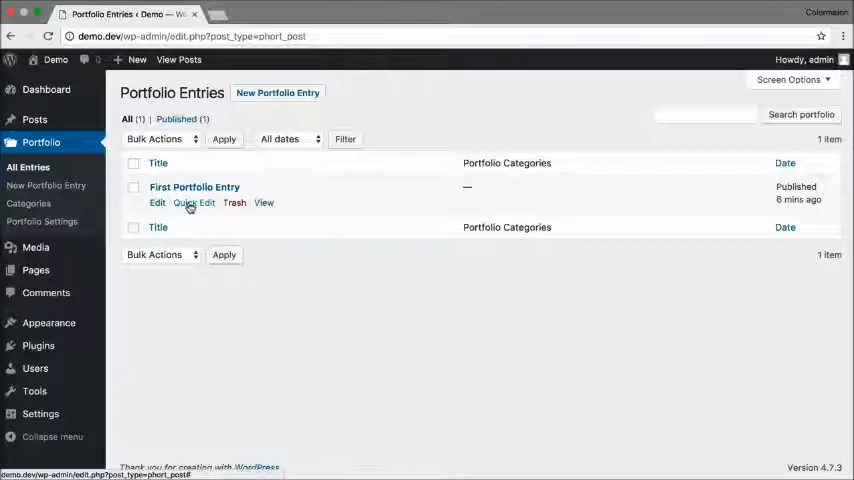 Portfolio Entries ‹ Demo — Wo
Colormelon
demo.dev/wp-admin/edit.php?post_type=phort_post
Demo 0 + New View Posts Howdy, admin
Dashboard
Posts
Portfolio
All Entries
New Portfolio Entry
Categories
Portfolio Settings
Media
Pages
Comments
Appearance
Plugins
Users
Tools
Settings
Collapse menu
Screen Options
Portfolio Entries New Portfolio Entry
All (1) | Published (1)
Search portfolio
Bulk Actions Apply All dates Filter 1 item
Title Portfolio Categories Date
First Portfolio Entry — Published
6 mins ago
Edit | Quick Edit | Trash | View
Title Portfolio Categories Date
Bulk Actions Apply 1 item
Thank you for creating with WordPress. Version 4.7.3
demo.dev/wp-admin/edit.php?post_type=phort_post#